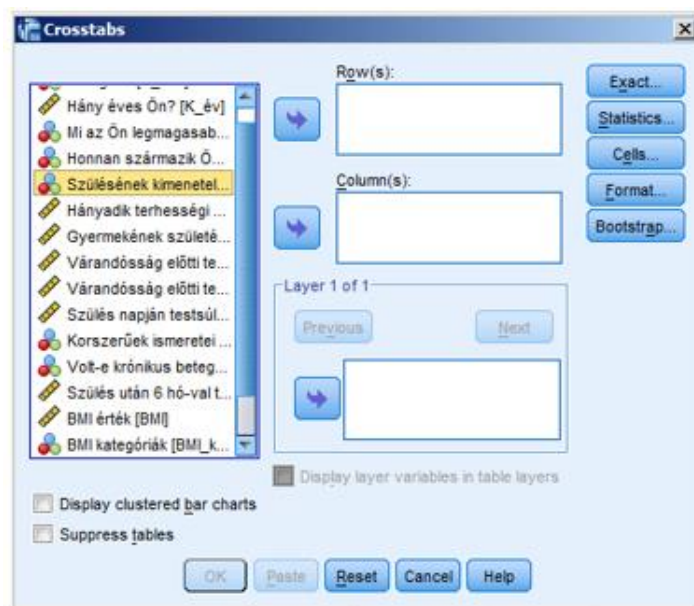 Crosstabs
Hány éves Ön? [K_év]
Mi az Ön legmagasab...
Honnan származik Ö...
Szülésének kimenetel...
Hányadik terhességi ...
Gyermekének születé...
Várandósság előtti te...
Várandósság előtti te...
Szülés napján testsúl...
Korszerűek ismeretei ...
Volt-e krónikus beteg...
Szülés után 6 hó-val t...
BMI érték [BMI]
BMI kategóriák [BMI_k...
Row(s):
Column(s):
Layer 1 of 1
Previous
Next
Display layer variables in table layers
Exact...
Statistics...
Cells...
Format...
Bootstrap...
Display clustered bar charts
Suppress tables
OK
Paste
Reset
Cancel
Help